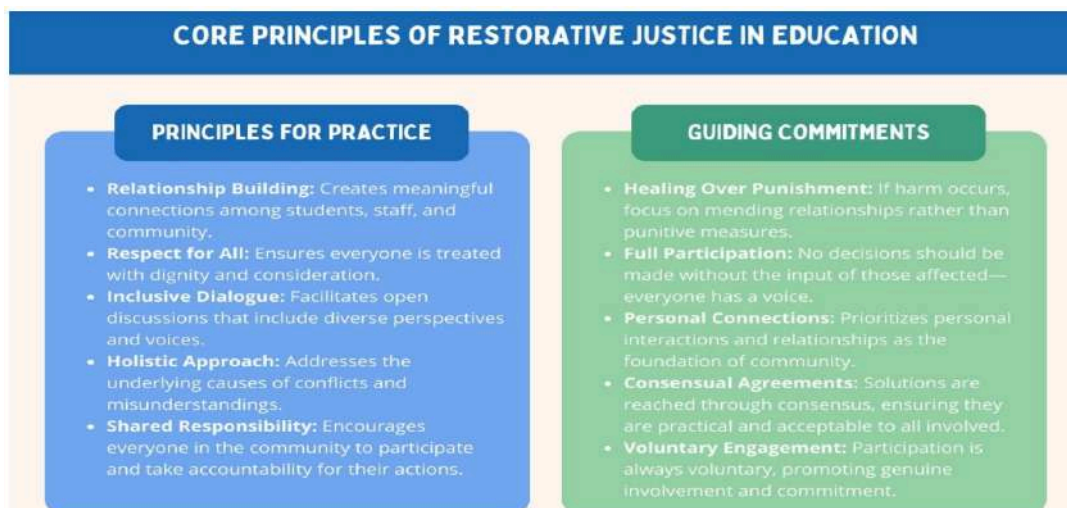 CORE PRINCIPLES OF RESTORATIVE JUSTICE IN EDUCATION
PRINCIPLES FOR PRACTICE
• Relationship Building: Creates meaningful
connections among students, staff, and
community.
• Respect for All: Ensures everyone is treated
with dignity and consideration.
• Inclusive Dialogue: Facilitates open
discussions that include diverse perspectives
and voices.
• Holistic Approach: Addresses the
underlying causes of conflicts and
misunderstandings.
• Shared Responsibility: Encourages
everyone in the community to participate
and take accountability for their actions.
GUIDING COMMITMENTS
• Healing Over Punishment: If harm occurs,
focus on mending relationships rather than
punitive measures.
• Full Participation: No decisions should be
made without the input of those affected—
everyone has a voice.
• Personal Connections: Prioritizes personal
interactions and relationships as the
foundation of community.
• Consensual Agreements: Solutions are
reached through consensus, ensuring they
are practical and acceptable to all involved.
• Voluntary Engagement: Participation is
always voluntary, promoting genuine
involvement and commitment.